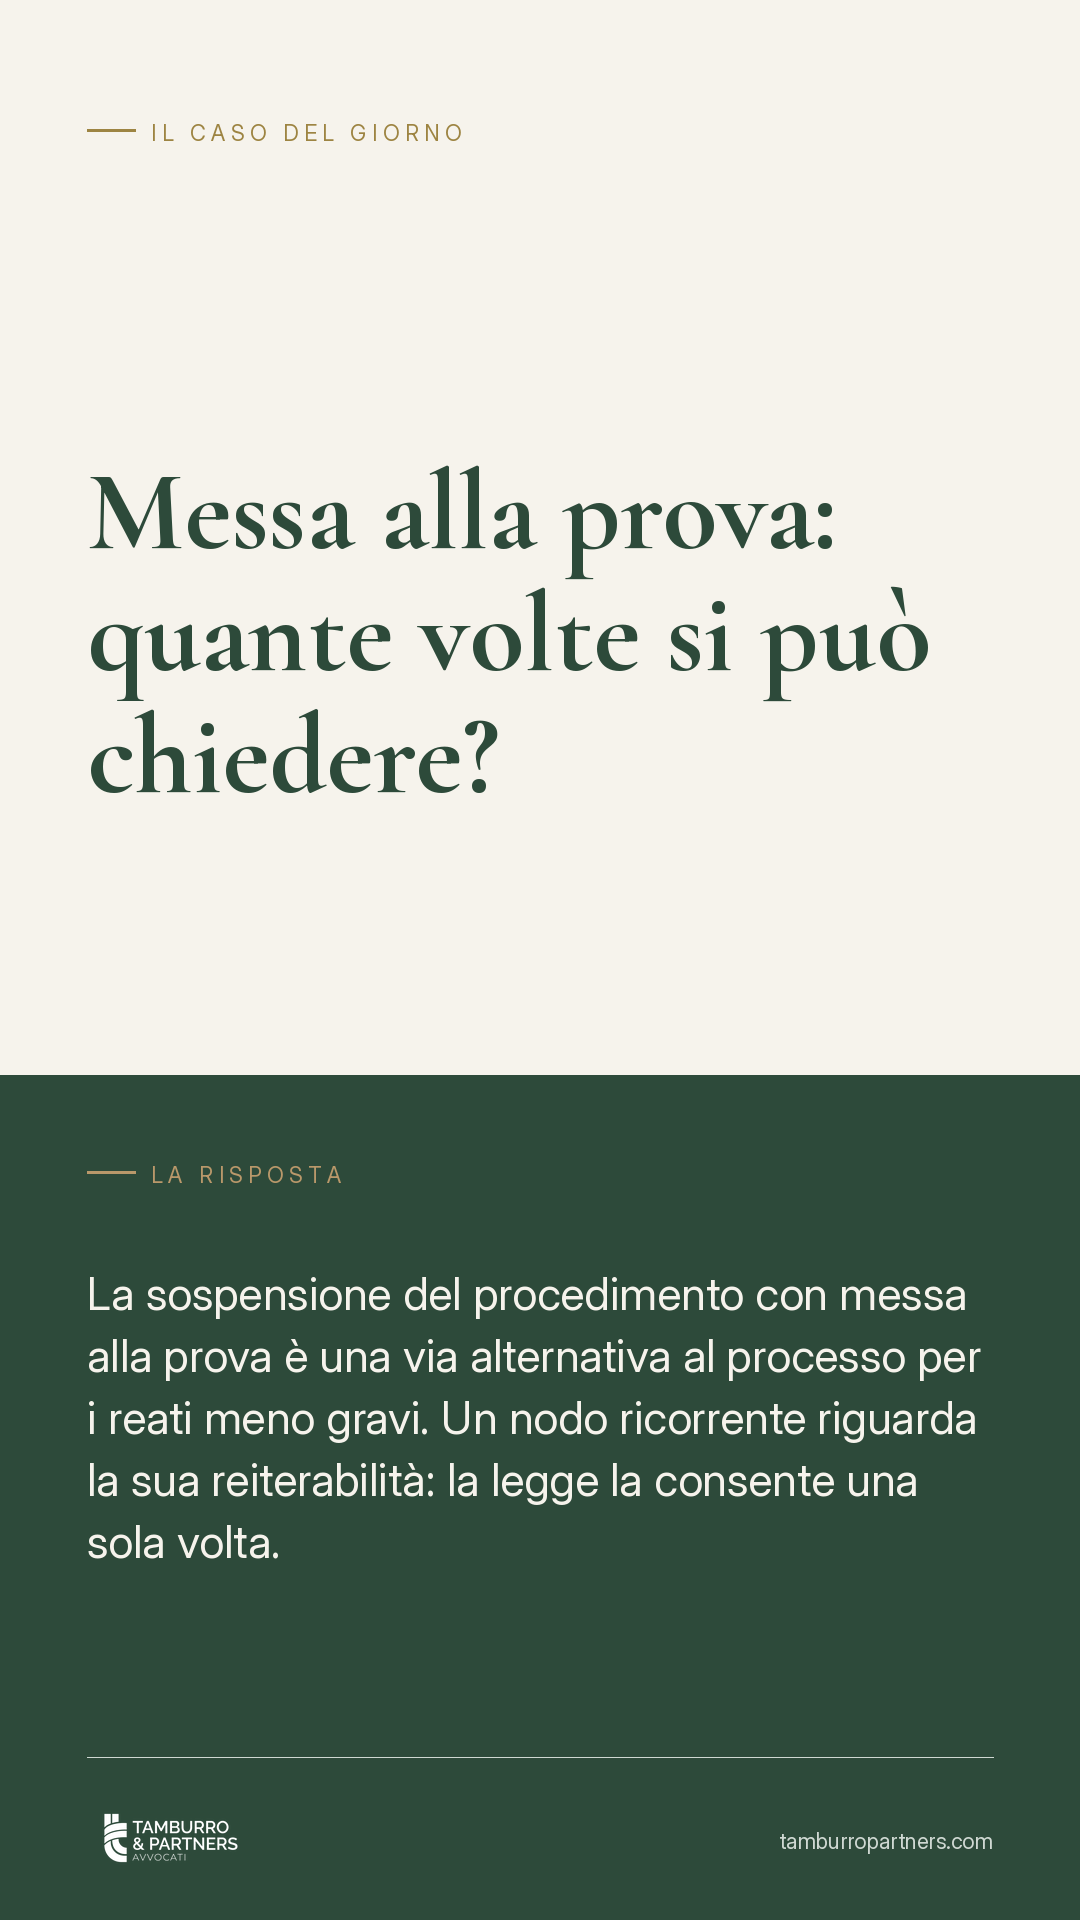 IL CASO DEL GIORNO
Messa alla prova:
quante volte si può
chiedere?
LA RISPOSTA
La sospensione del procedimento con messa
alla prova è una via alternativa al processo per
i reati meno gravi. Un nodo ricorrente riguarda
la sua reiterabilità: la legge la consente una
sola volta.
TAMBURRO
& PARTNERS
AVVOCATI
tamburropartners.com